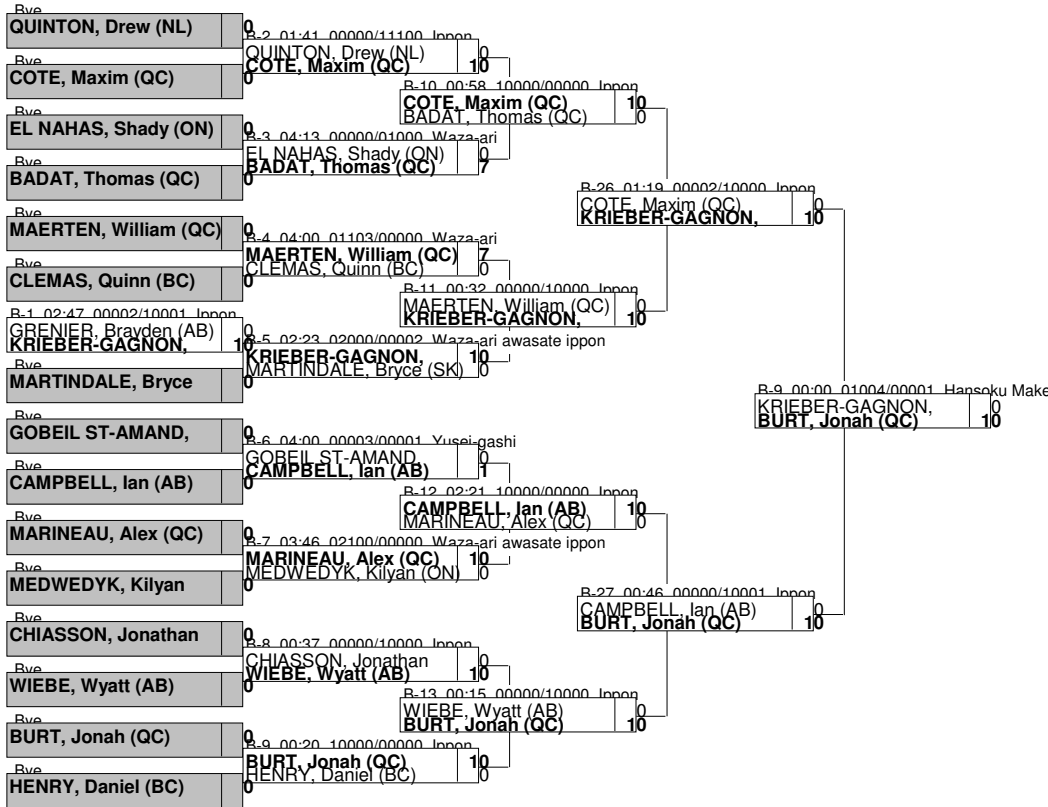 Bye
QUINTON, Drew (NL) 0
Bye
COTE, Maxim (QC) 0
Bye
EL NAHAS, Shady (ON) 0
Bye
BADAT, Thomas (QC) 0
Bye
MAERTEN, William (QC) 0
Bye
CLEMAS, Quinn (BC) 0
B-1 02:47 00002/10001 Ippon
GRENIER, Brayden (AB) 0
KRIEBER-GAGNON, 10
Bye
MARTINDALE, Bryce 0
Bye
GOBEIL ST-AMAND, 0
Bye
CAMPBELL, Ian (AB) 0
Bye
MARINEAU, Alex (QC) 0
Bye
MEDWEDYK, Kilyan 0
Bye
CHIASSON, Jonathan 0
Bye
WIEBE, Wyatt (AB) 0
Bye
BURT, Jonah (QC) 0
Bye
HENRY, Daniel (BC) 0
B-2 01:41 00000/11100 Ippon
QUINTON, Drew (NL) 0
COTE, Maxim (QC) 10
B-3 04:13 00000/01000 Waza-ari
EL NAHAS, Shady (ON) 0
BADAT, Thomas (QC) 7
B-4 04:00 01103/00000 Waza-ari
MAERTEN, William (QC) 7
CLEMAS, Quinn (BC) 0
B-5 02:23 02000/00002 Waza-ari awasate ippon
KRIEBER-GAGNON, 10
MARTINDALE, Bryce (SK) 0
B-6 04:00 00003/00001 Yusei-gashi
GOBEIL ST-AMAND, 0
CAMPBELL, Ian (AB) 1
B-7 03:46 02100/00000 Waza-ari awasate ippon
MARINEAU, Alex (QC) 10
MEDWEDYK, Kilyan (ON) 0
B-8 00:37 00000/10000 Ippon
CHIASSON, Jonathan 0
WIEBE, Wyatt (AB) 10
B-9 00:20 10000/00000 Ippon
BURT, Jonah (QC) 10
HENRY, Daniel (BC) 0
B-10 00:58 10000/00000 Ippon
COTE, Maxim (QC) 10
BADAT, Thomas (QC) 0
B-11 00:32 00000/10000 Ippon
MAERTEN, William (QC) 0
KRIEBER-GAGNON, 10
B-12 02:21 10000/00000 Ippon
CAMPBELL, Ian (AB) 10
MARINEAU, Alex (QC) 0
B-13 00:15 00000/10000 Ippon
WIEBE, Wyatt (AB) 0
BURT, Jonah (QC) 10
B-26 01:19 00002/10000 Ippon
COTE, Maxim (QC) 0
KRIEBER-GAGNON, 10
B-27 00:46 00000/10001 Ippon
CAMPBELL, Ian (AB) 0
BURT, Jonah (QC) 10
B-9 00:00 01004/00001 Hansoku Make
KRIEBER-GAGNON, 0
BURT, Jonah (QC) 10